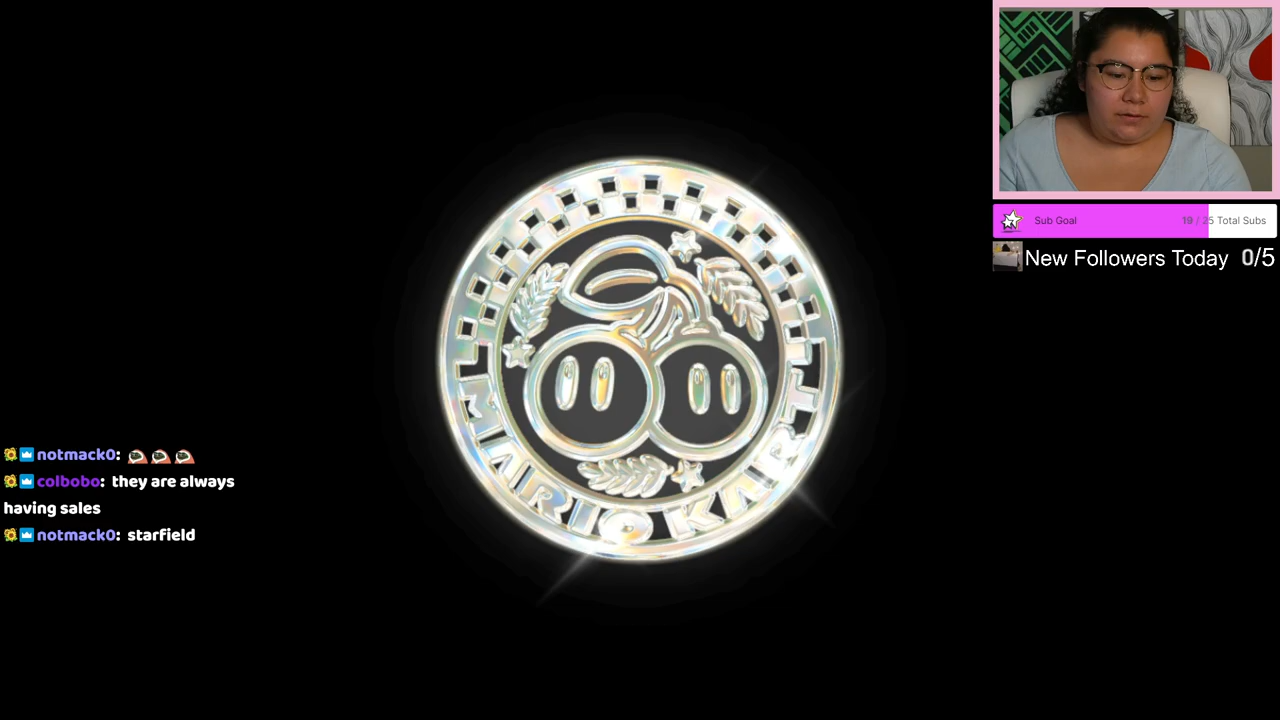 MARIO KART
Sub Goal
19 / 25 Total Subs
New Followers Today 0/5
notmack0:
colbobo: they are always
having sales
notmack0: starfield